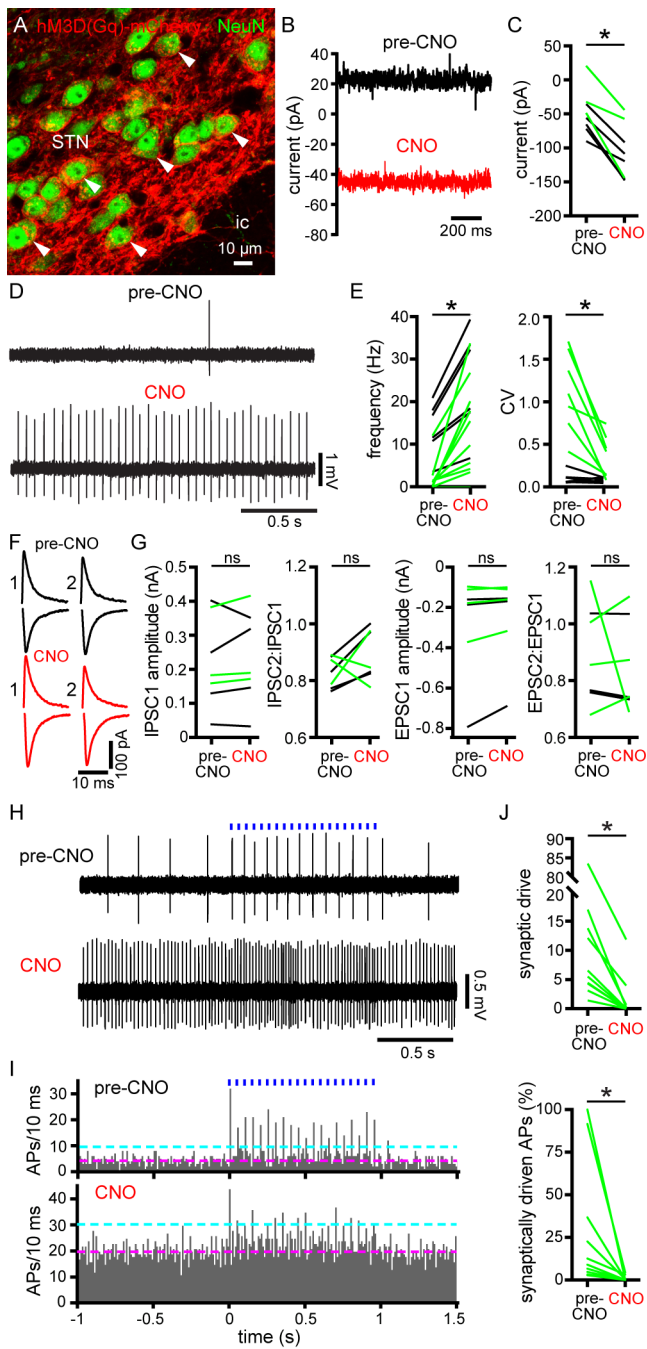 A
hM3D(Gq)-mCherry
NeuN
STN
ic
10 µm
B
pre-CNO
CNO
current (pA)
40
20
0
-20
-40
-60
-80
200 ms
C
*
current (pA)
50
0
-50
-100
-150
-200
pre-
CNO
CNO
D
pre-CNO
CNO
1 mV
0.5 s
E
*
frequency (Hz)
40
30
20
10
0
pre-
CNO
CNO
*
CV
2.0
1.5
1.0
0.5
0.0
pre-
CNO
CNO
F
pre-CNO
1
2
CNO
1
2
100 pA
10 ms
G
ns
IPSC1 amplitude (nA)
0.5
0.4
0.3
0.2
0.1
0
pre-
CNO
CNO
ns
IPSC2:IPSC1
1.2
1.0
0.8
0.6
pre-
CNO
CNO
ns
EPSC1 amplitude (nA)
0
-0.2
-0.4
-0.6
-0.8
pre-
CNO
CNO
ns
EPSC2:EPSC1
1.2
1.0
0.8
0.6
pre-
CNO
CNO
H
pre-CNO
CNO
0.5 mV
0.5 s
I
pre-CNO
APs/10 ms
30
20
10
0
CNO
APs/10 ms
40
30
20
10
0
-1
-0.5
0
0.5
1
1.5
time (s)
J
*
synaptic drive
90
85
80
20
15
10
5
0
pre-
CNO
CNO
*
synaptically driven APs (%)
100
75
50
25
0
pre-
CNO
CNO